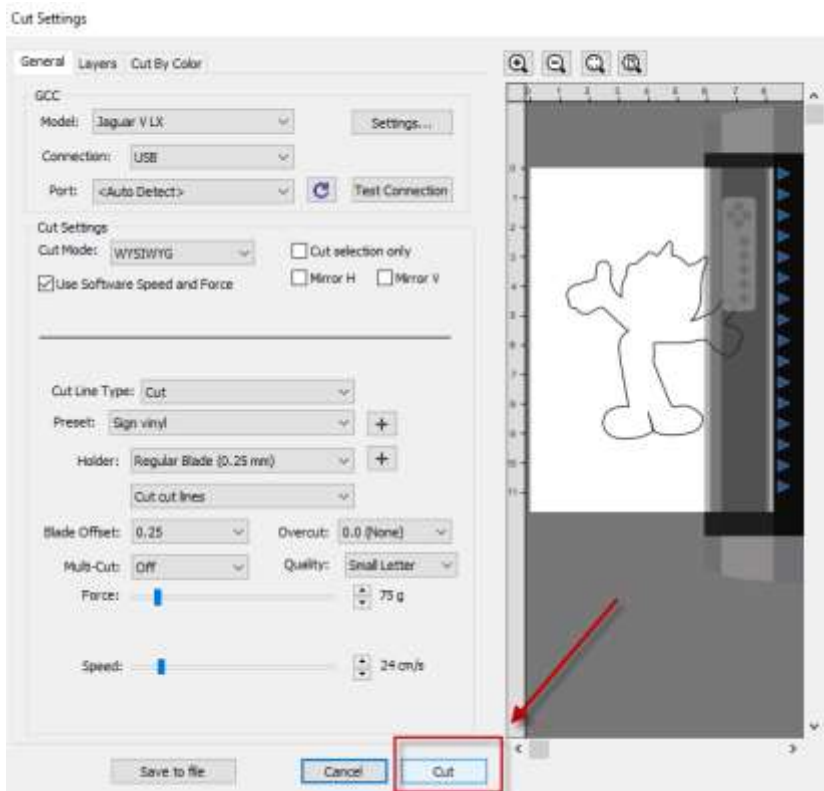 Cut Settings
General Layers Cut By Color
GCC
Model: Jaguar V LX Settings...
Connection: USB
Port: <Auto Detect> Test Connection
Cut Settings
Cut Mode: WYSIWYG Cut selection only
Use Software Speed and Force Mirror H Mirror V
Cut Line Type: Cut
Preset: Sign vinyl +
Holder: Regular Blade (0.25 mm) +
Cut cut lines
Blade Offset: 0.25 Overcut: 0.0 (None)
Multi-Cut: Off Quality: Small Letter
Force: 75 g
Speed: 24 cm/s
Save to file Cancel Cut